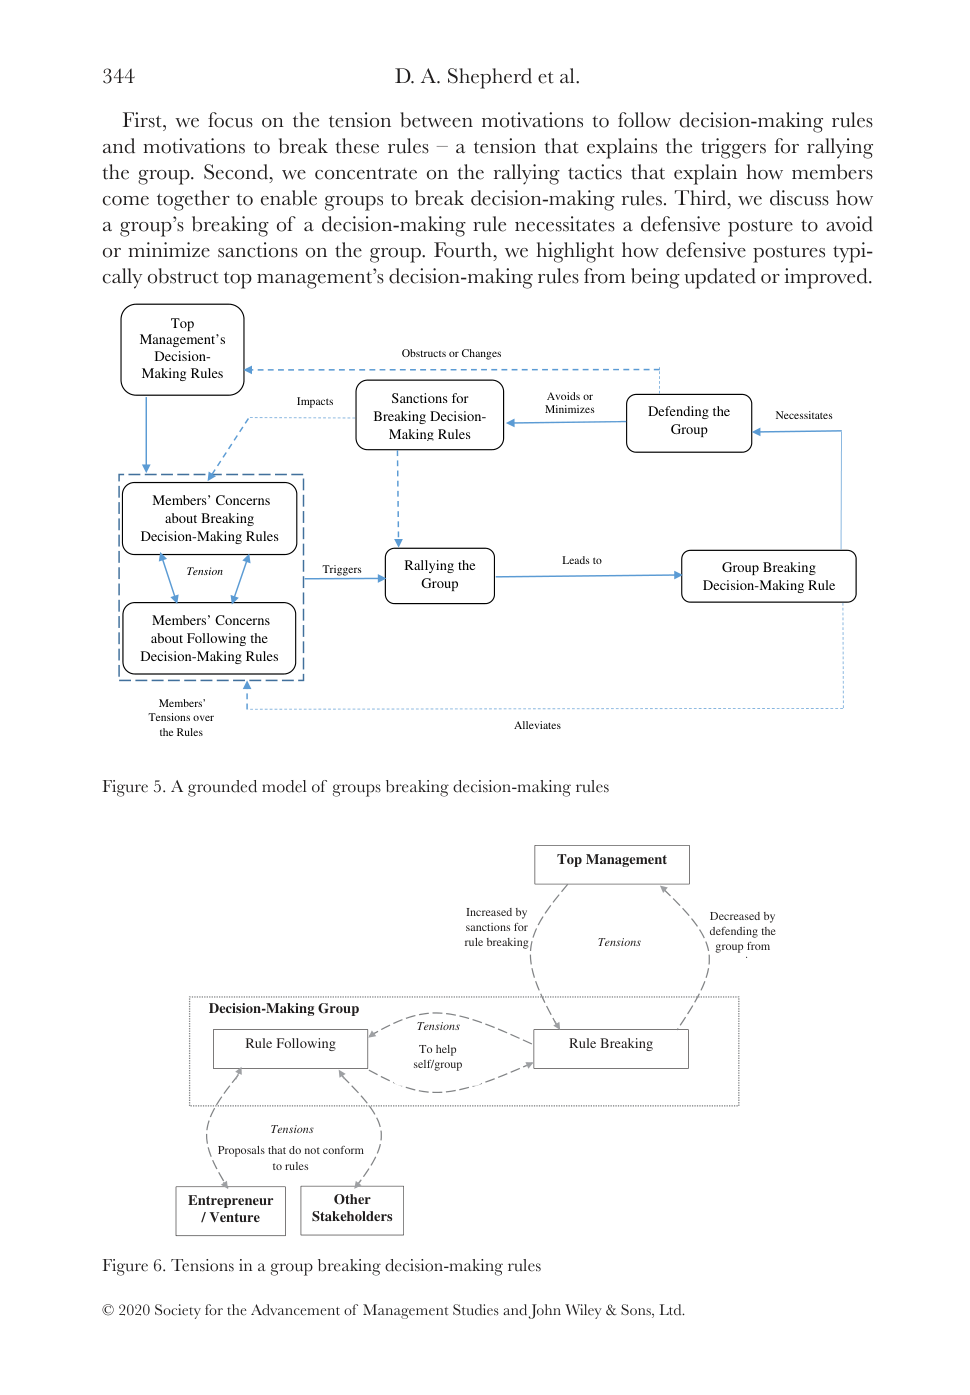 344
D. A. Shepherd et al.
First, we focus on the tension between motivations to follow decision-making rules
and motivations to break these rules – a tension that explains the triggers for rallying
the group. Second, we concentrate on the rallying tactics that explain how members
come together to enable groups to break decision-making rules. Third, we discuss how
a group's breaking of a decision-making rule necessitates a defensive posture to avoid
or minimize sanctions on the group. Fourth, we highlight how defensive postures typi-
cally obstruct top management's decision-making rules from being updated or improved.
Top
Management's
Decision-
Making Rules
Obstructs or Changes
Impacts
Sanctions for
Breaking Decision-
Making Rules
Avoids or
Minimizes
Defending the
Group
Necessitates
Members' Concerns
about Breaking
Decision-Making Rules
Tension
Members' Concerns
about Following the
Decision-Making Rules
Triggers
Rallying the
Group
Leads to
Group Breaking
Decision-Making Rule
Members'
Tensions over
the Rules
Alleviates
Figure 5. A grounded model of groups breaking decision-making rules
Top Management
Increased by
sanctions for
rule breaking
Tensions
Decreased by
defending the
group from
Decision-Making Group
Rule Following
Tensions
To help
self/group
Rule Breaking
Tensions
Proposals that do not conform
to rules
Entrepreneur
/ Venture
Other
Stakeholders
Figure 6. Tensions in a group breaking decision-making rules
© 2020 Society for the Advancement of Management Studies and John Wiley & Sons, Ltd.